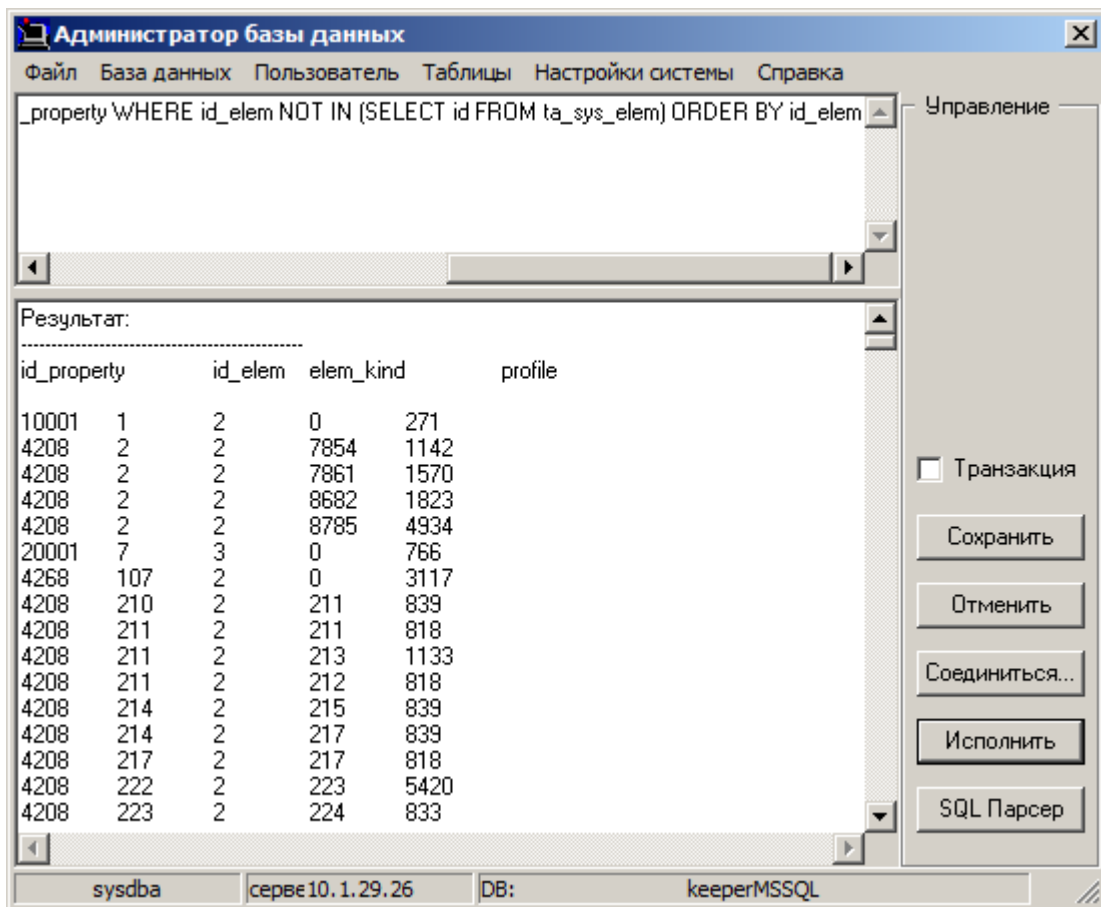 Администратор базы данных
Файл База данных Пользователь Таблицы Настройки системы Справка
_property WHERE id_elem NOT IN (SELECT id FROM ta_sys_elem) ORDER BY id_elem
Управление
Результат:
-----------------------------------------------
id_property id_elem elem_kind profile
10001 1 2 0 271
4208 2 2 7854 1142
4208 2 2 7861 1570
4208 2 2 8682 1823
4208 2 2 8785 4934
20001 7 3 0 766
4268 107 2 0 3117
4208 210 2 211 839
4208 211 2 211 818
4208 211 2 213 1133
4208 211 2 212 818
4208 214 2 215 839
4208 214 2 217 839
4208 217 2 217 818
4208 222 2 223 5420
4208 223 2 224 833
Транзакция
Сохранить
Отменить
Соединиться...
Исполнить
SQL Парсер
sysdba серве10.1.29.26 DB: keeperMSSQL